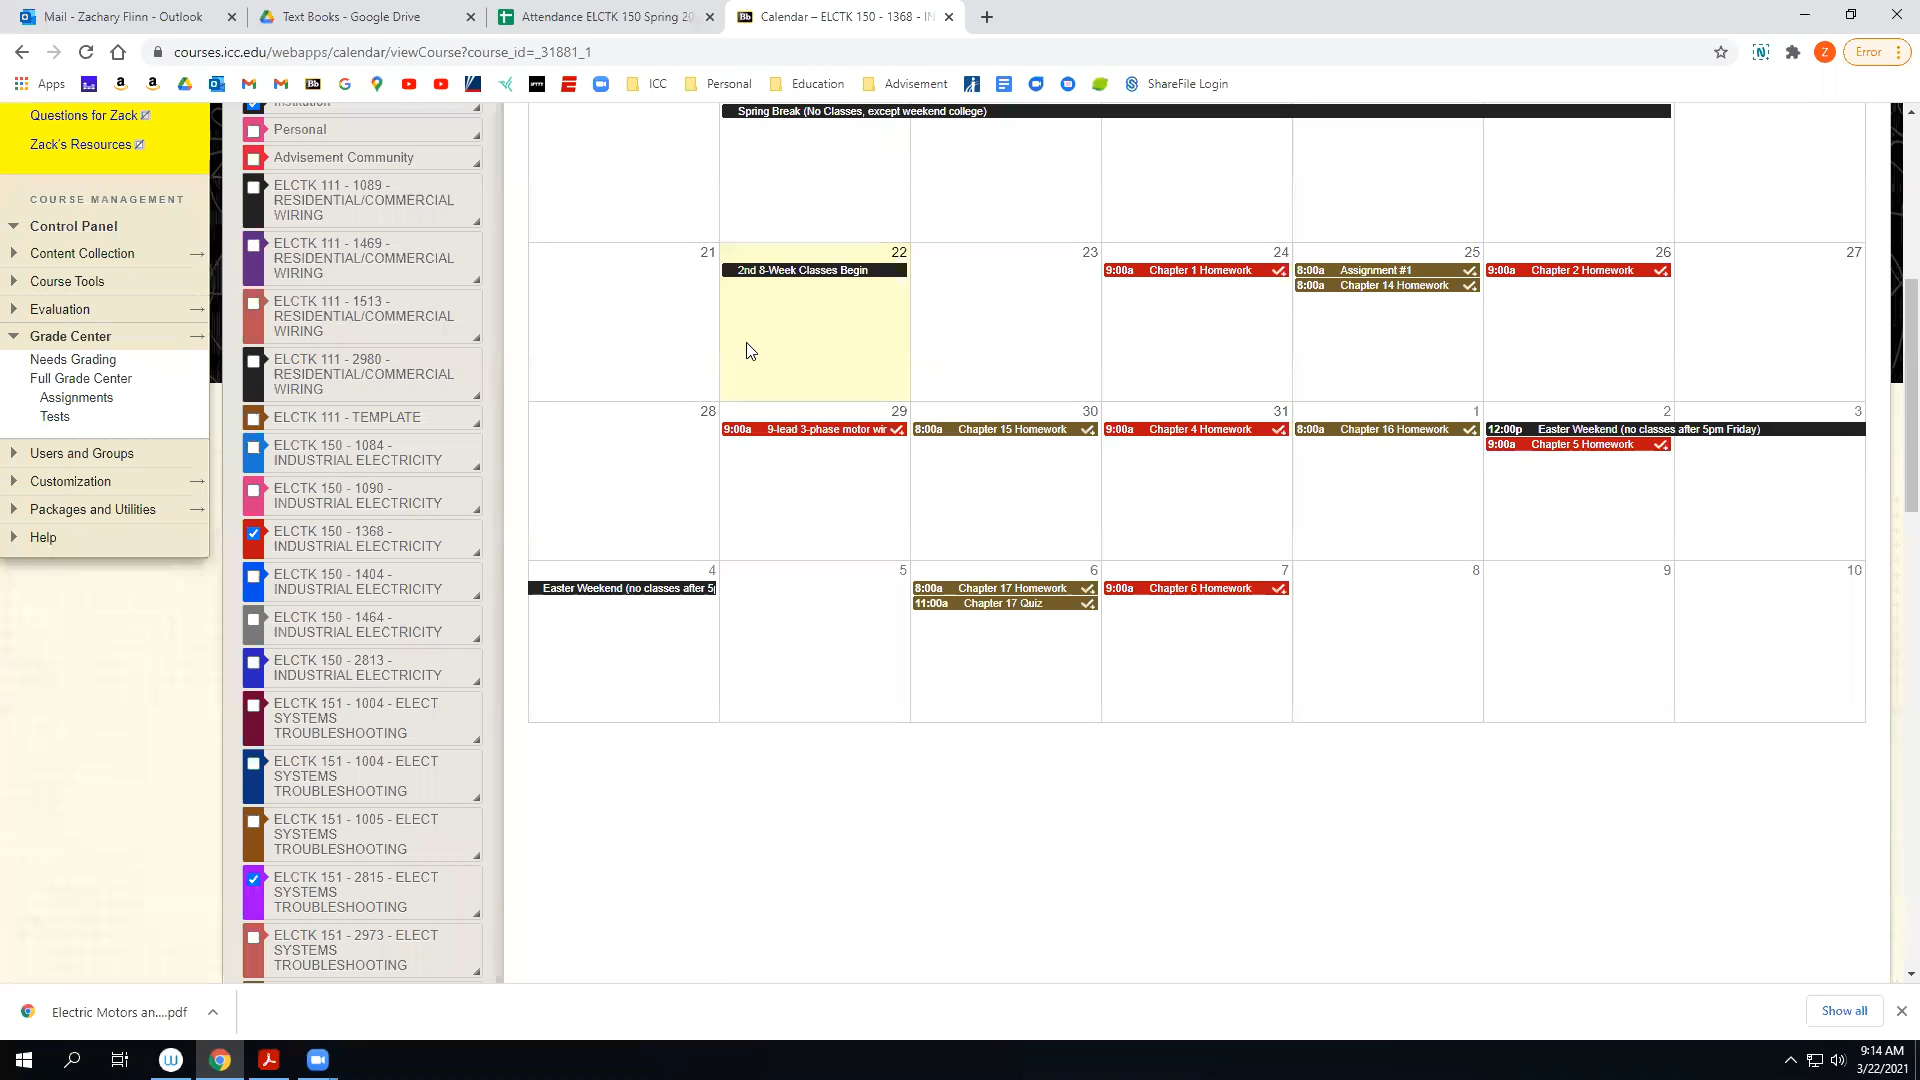 Mail - Zachary Flinn - Outlook
Text Books - Google Drive
Attendance ELCTK 150 Spring 20
Calendar – ELCTK 150 - 1368 - IN
courses.icc.edu/webapps/calendar/viewCourse?course_id=_31881_1
Z
Error
Apps
Bb
ICC
Personal
Education
Advisement
ShareFile Login
Questions for Zack
Zack's Resources
COURSE MANAGEMENT
Control Panel
Content Collection
Course Tools
Evaluation
Grade Center
Needs Grading
Full Grade Center
Assignments
Tests
Users and Groups
Customization
Packages and Utilities
Help
Institution
Personal
Advisement Community
ELCTK 111 - 1089 -
RESIDENTIAL/COMMERCIAL
WIRING
ELCTK 111 - 1469 -
RESIDENTIAL/COMMERCIAL
WIRING
ELCTK 111 - 1513 -
RESIDENTIAL/COMMERCIAL
WIRING
ELCTK 111 - 2980 -
RESIDENTIAL/COMMERCIAL
WIRING
ELCTK 111 - TEMPLATE
ELCTK 150 - 1084 -
INDUSTRIAL ELECTRICITY
ELCTK 150 - 1090 -
INDUSTRIAL ELECTRICITY
ELCTK 150 - 1368 -
INDUSTRIAL ELECTRICITY
ELCTK 150 - 1404 -
INDUSTRIAL ELECTRICITY
ELCTK 150 - 1464 -
INDUSTRIAL ELECTRICITY
ELCTK 150 - 2813 -
INDUSTRIAL ELECTRICITY
ELCTK 151 - 1004 - ELECT
SYSTEMS
TROUBLESHOOTING
ELCTK 151 - 1004 - ELECT
SYSTEMS
TROUBLESHOOTING
ELCTK 151 - 1005 - ELECT
SYSTEMS
TROUBLESHOOTING
ELCTK 151 - 2815 - ELECT
SYSTEMS
TROUBLESHOOTING
ELCTK 151 - 2973 - ELECT
SYSTEMS
TROUBLESHOOTING
Spring Break (No Classes, except weekend college)
21 22 23 24 25 26 27
2nd 8-Week Classes Begin
9:00a Chapter 1 Homework
8:00a Assignment #1
8:00a Chapter 14 Homework
9:00a Chapter 2 Homework
28 29 30 31 1 2 3
9:00a 9-lead 3-phase motor wir
8:00a Chapter 15 Homework
9:00a Chapter 4 Homework
8:00a Chapter 16 Homework
12:00p Easter Weekend (no classes after 5pm Friday)
9:00a Chapter 5 Homework
4 5 6 7 8 9 10
Easter Weekend (no classes after 5p
8:00a Chapter 17 Homework
11:00a Chapter 17 Quiz
9:00a Chapter 6 Homework
Electric Motors an....pdf
Show all
9:14 AM
3/22/2021